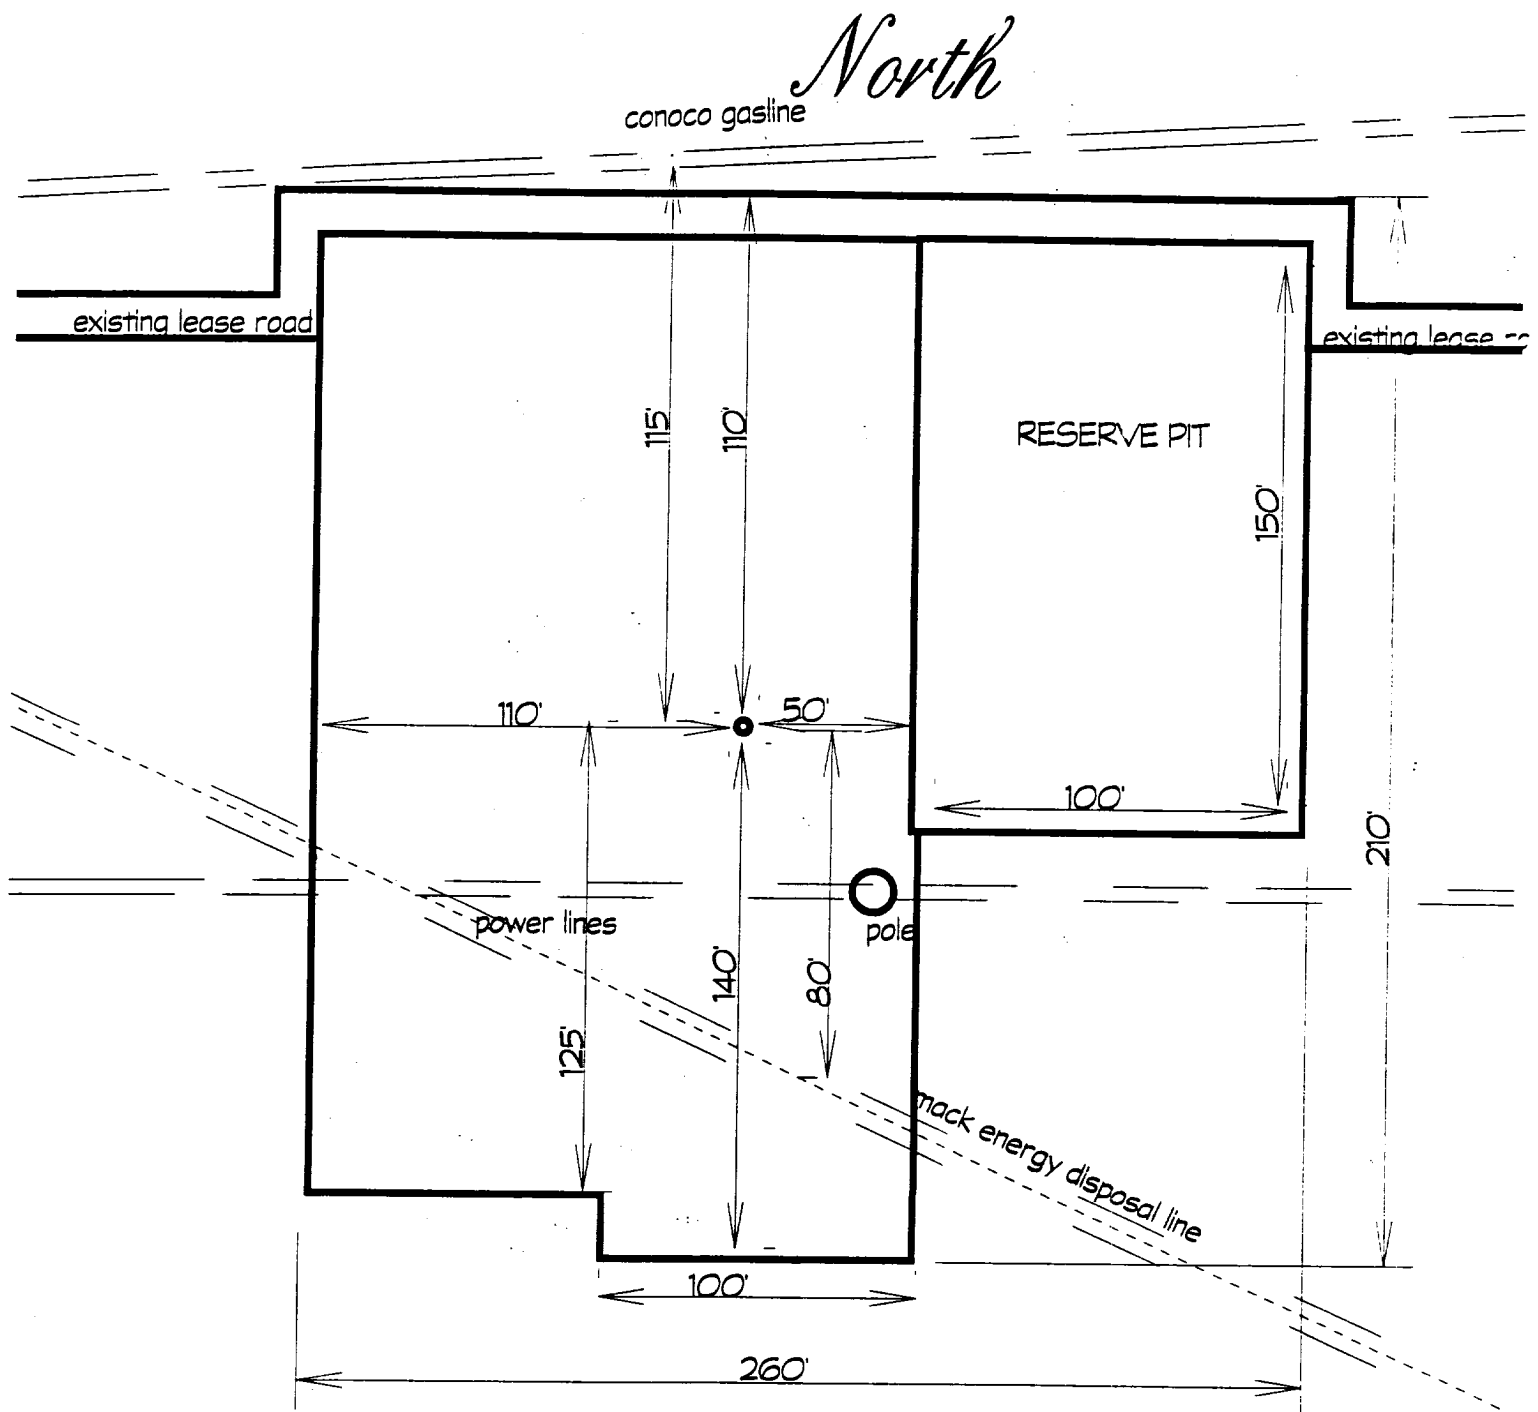 North
conoco gasline
existing lease road
existing lease
115'
110'
RESERVE PIT
150'
110'
50'
100'
210'
power lines
pole
140'
80'
125'
mack energy disposal line
100'
260'